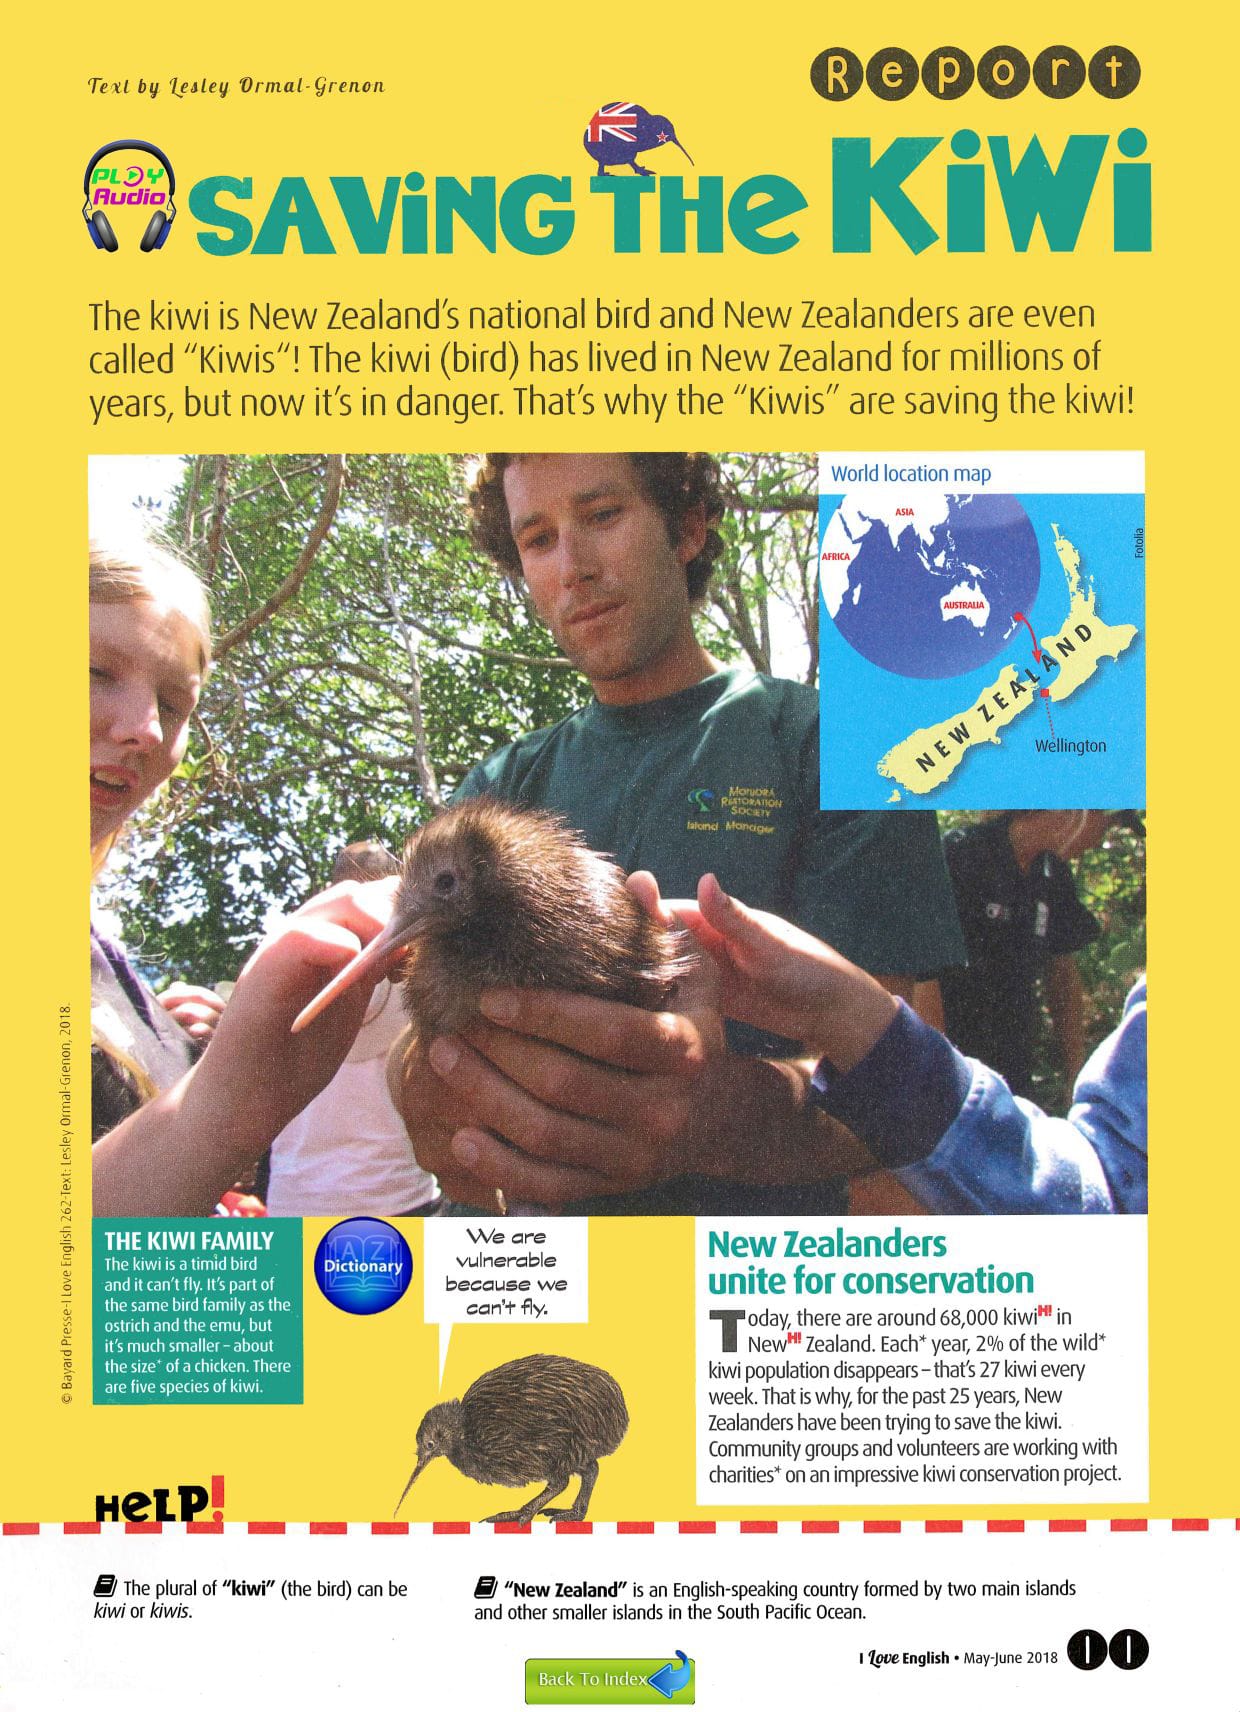 Text by Lesley Ormal-Grenon
Report
PLAY
Audio
SAVING THE KiWi
The kiwi is New Zealand's national bird and New Zealanders are even
called “Kiwis“! The kiwi (bird) has lived in New Zealand for millions of
years, but now it's in danger. That's why the “Kiwis” are saving the kiwi!
World location map
ASIA
AFRICA
AUSTRALIA
NEW ZEALAND
Wellington
Fotolia
MOTUORA
RESTORATION
SOCIETY
Island Manager
© Bayard Presse-I Love English 262-Text: Lesley Ormal-Grenon, 2018.
THE KIWI FAMILY
The kiwi is a timid bird
and it can't fly. It's part of
the same bird family as the
ostrich and the emu, but
it's much smaller – about
the size* of a chicken. There
are five species of kiwi.
A Z
Dictionary
We are
vulnerable
because we
can't fly.
New Zealanders
unite for conservation
Today, there are around 68,000 kiwi H! in
New H! Zealand. Each* year, 2% of the wild*
kiwi population disappears – that's 27 kiwi every
week. That is why, for the past 25 years, New
Zealanders have been trying to save the kiwi.
Community groups and volunteers are working with
charities* on an impressive kiwi conservation project.
HELP!
The plural of “kiwi” (the bird) can be
kiwi or kiwis.
“New Zealand” is an English-speaking country formed by two main islands
and other smaller islands in the South Pacific Ocean.
I Love English • May-June 2018 11
Back To Index